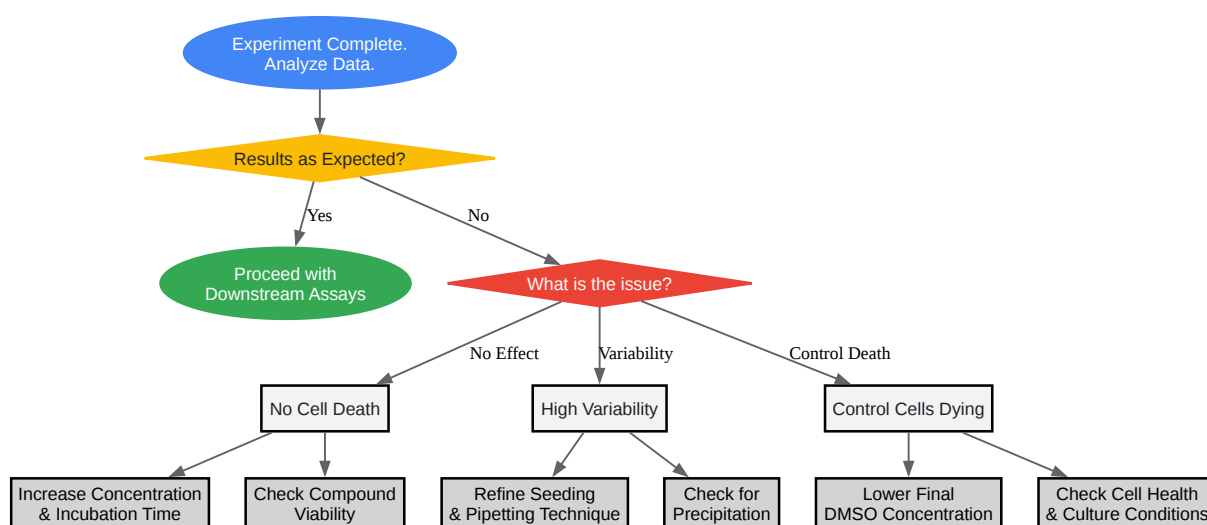 Experiment Complete.
Analyze Data.
Results as Expected?
Yes
No
Proceed with
Downstream Assays
What is the issue?
No Effect
Variability
Control Death
No Cell Death
High Variability
Control Cells Dying
Increase Concentration
& Incubation Time
Check Compound
Viability
Refine Seeding
& Pipetting Technique
Check for
Precipitation
Lower Final
DMSO Concentration
Check Cell Health
& Culture Conditions